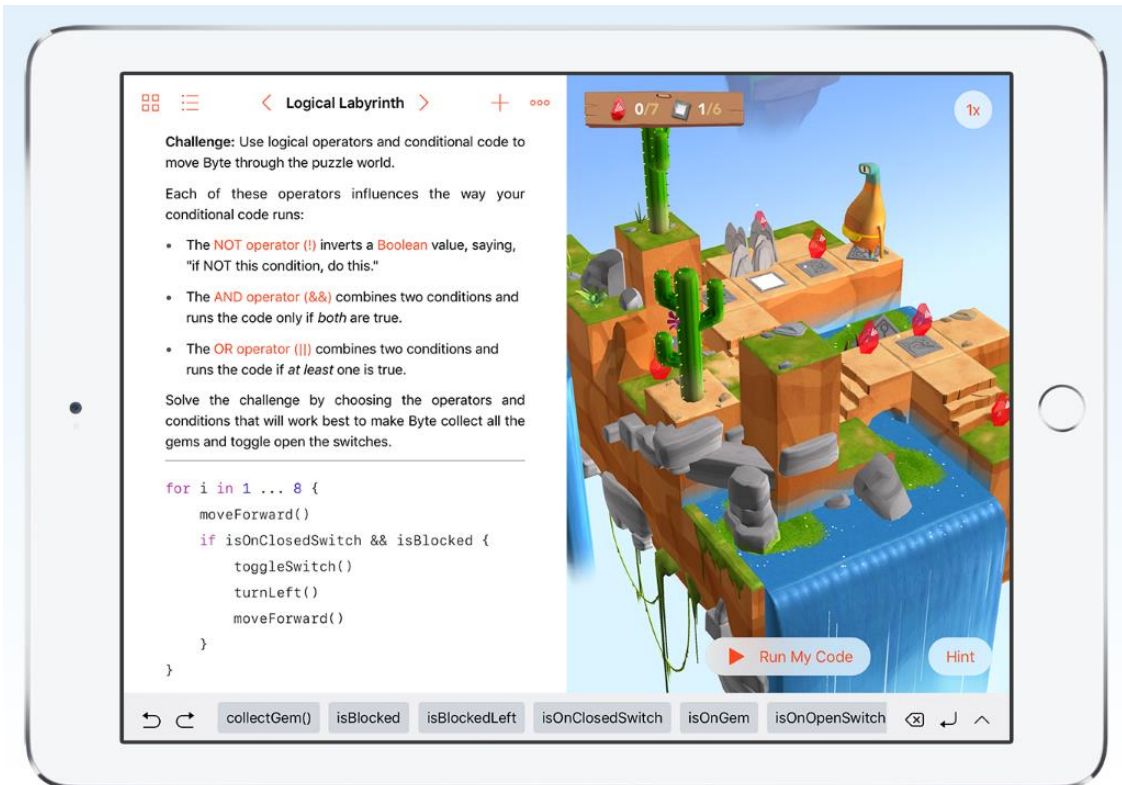 Logical Labyrinth
Challenge: Use logical operators and conditional code to
move Byte through the puzzle world.
Each of these operators influences the way your
conditional code runs:
• The NOT operator (!) inverts a Boolean value, saying,
"if NOT this condition, do this."
• The AND operator (&&) combines two conditions and
runs the code only if both are true.
• The OR operator (||) combines two conditions and
runs the code if at least one is true.
Solve the challenge by choosing the operators and
conditions that will work best to make Byte collect all the
gems and toggle open the switches.
for i in 1 ... 8 {
    moveForward()
    if isOnClosedSwitch && isBlocked {
        toggleSwitch()
        turnLeft()
        moveForward()
    }
}
0/7 1/6
1x
Run My Code
Hint
collectGem() isBlocked isBlockedLeft isOnClosedSwitch isOnGem isOnOpenSwitch